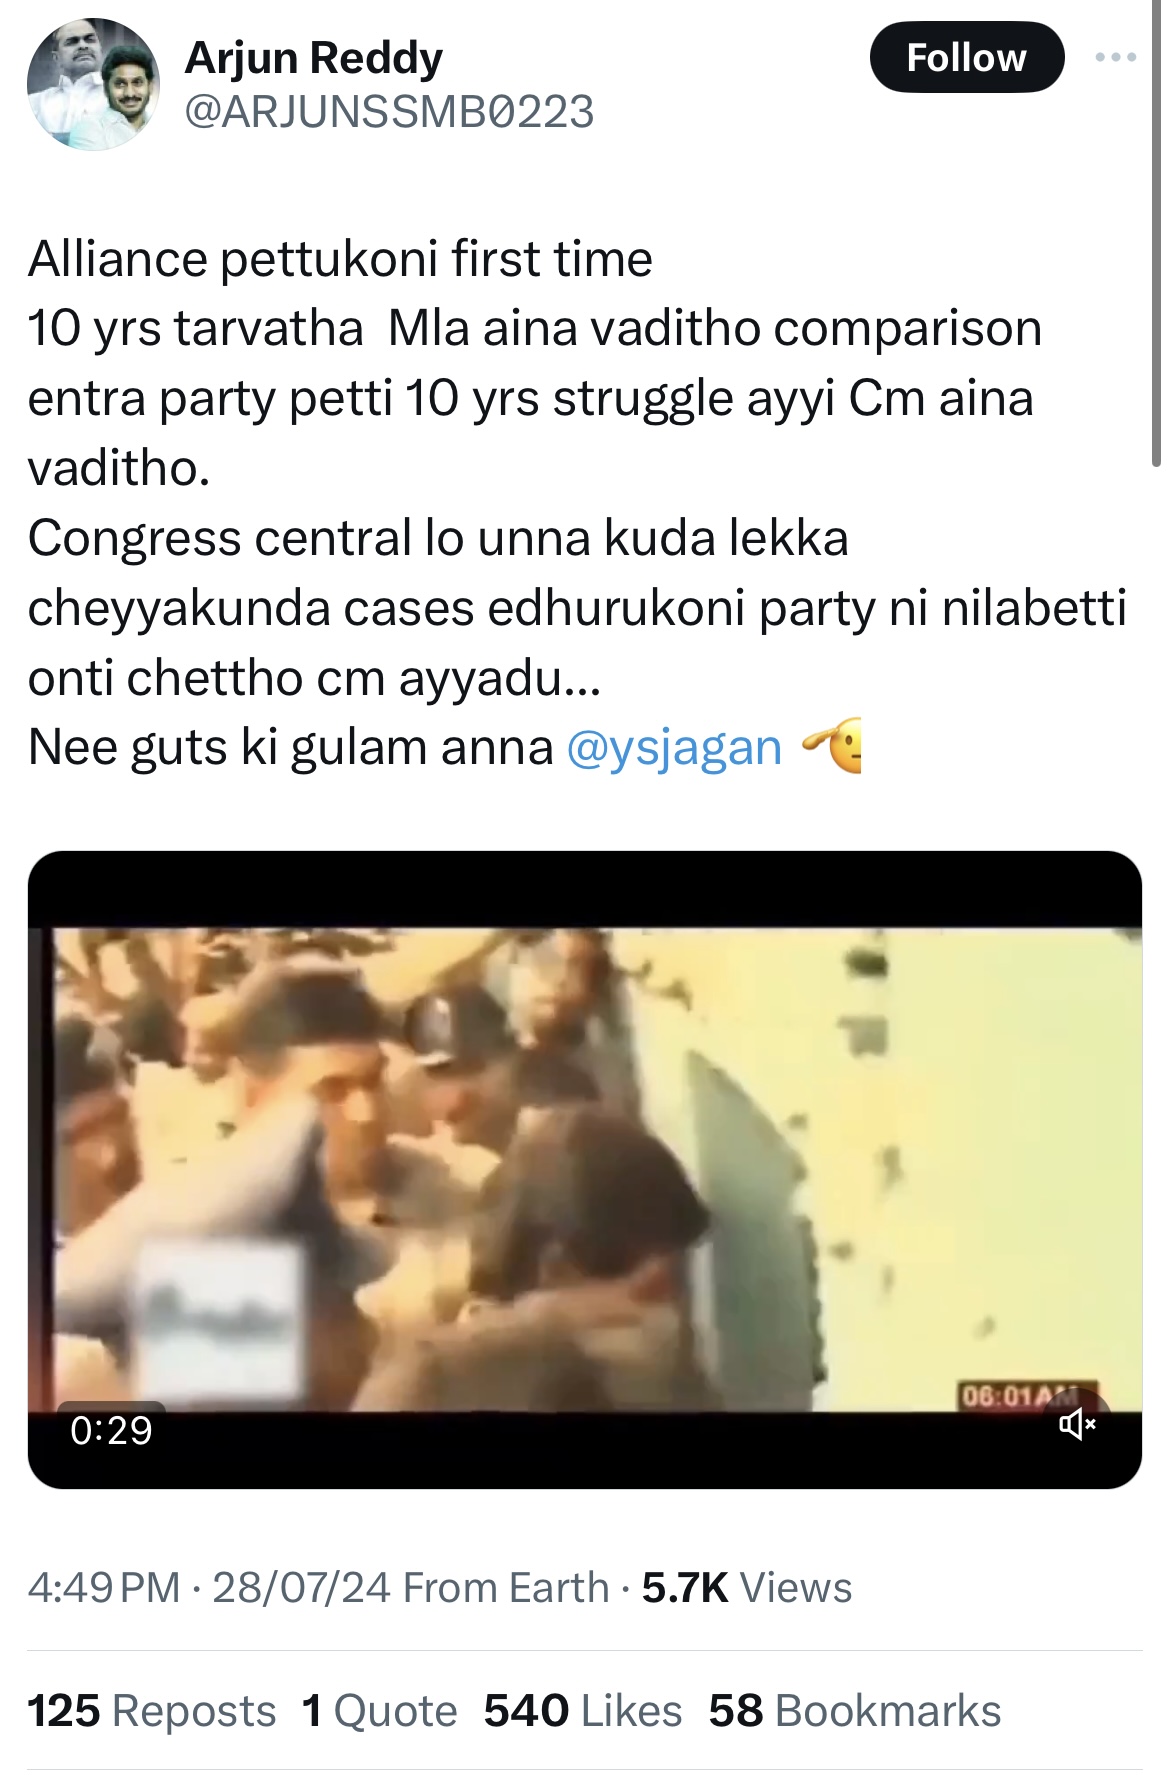 Arjun Reddy
Follow
@ARJUNSSMB0223
Alliance pettukoni first time
10 yrs tarvatha  Mla aina vaditho comparison
entra party petti 10 yrs struggle ayyi Cm aina
vaditho.
Congress central lo unna kuda lekka
cheyyakunda cases edhurukoni party ni nilabetti
onti chettho cm ayyadu...
Nee guts ki gulam anna @ysjagan
06:01AM
0:29
4:49 PM · 28/07/24 From Earth · 5.7K Views
125 Reposts 1 Quote 540 Likes 58 Bookmarks